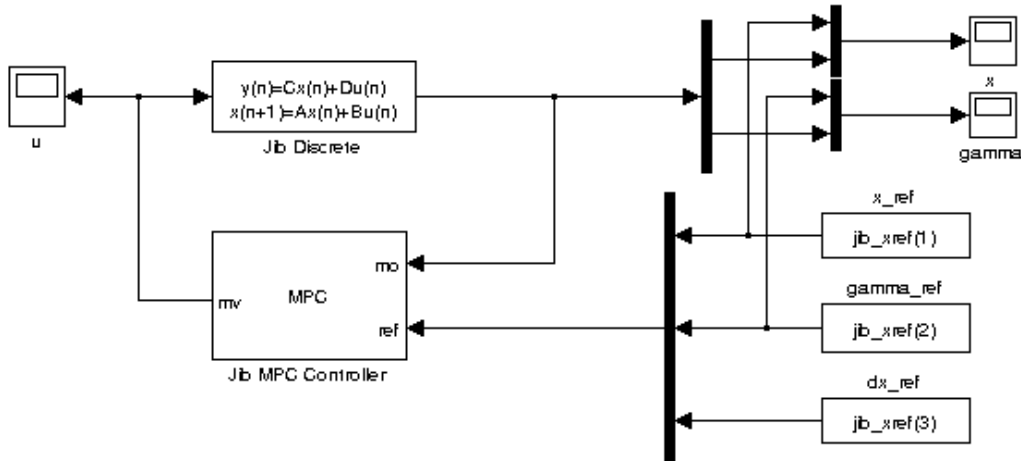 u
y(n)=Cx(n)+Du(n)
x(n+1)=Ax(n)+Bu(n)
Jib Discrete
x
gamma
mo
mv
MPC
ref
Jib MPC Controller
x_ref
jib_xref(1)
gamma_ref
jib_xref(2)
dx_ref
jib_xref(3)